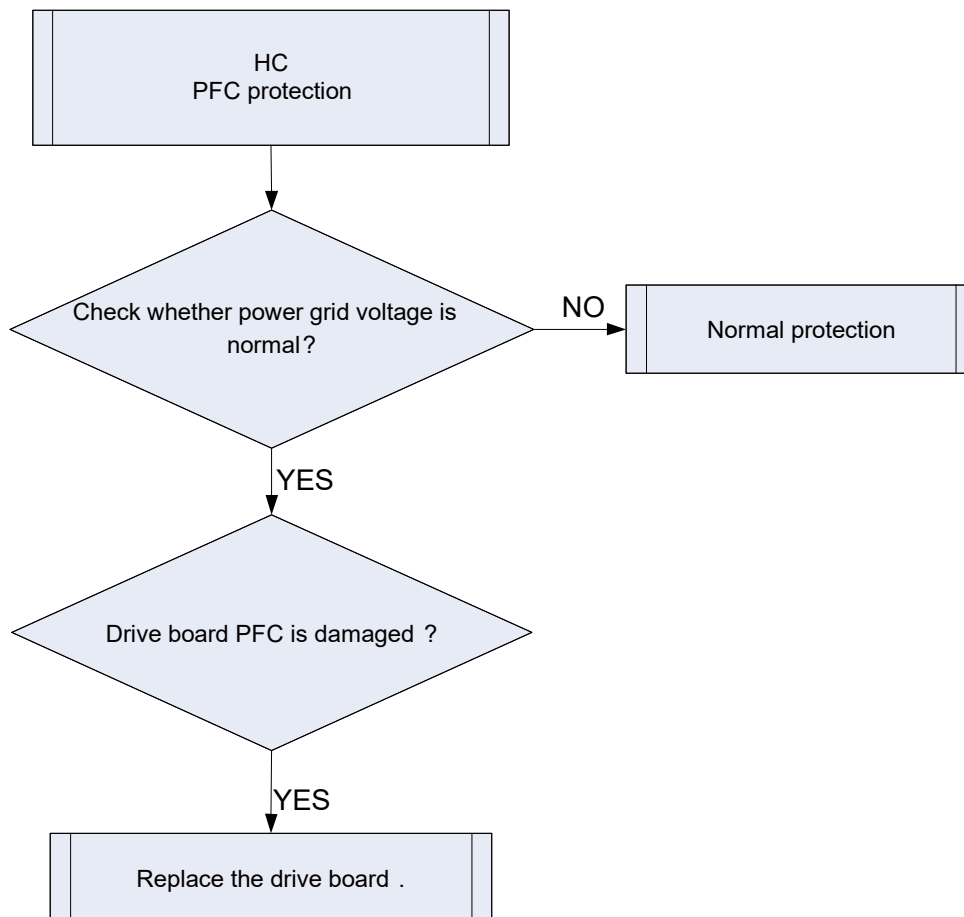 HC
PFC protection
Check whether power grid voltage is
normal?
NO
Normal protection
YES
Drive board PFC is damaged ?
YES
Replace the drive board .